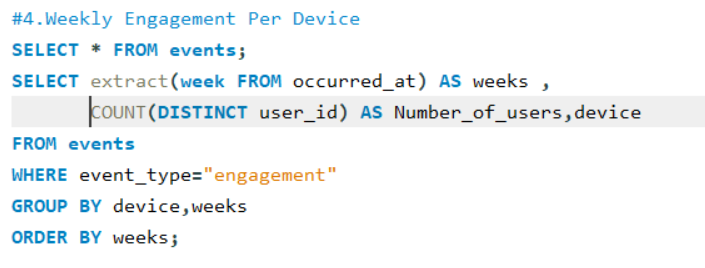 #4.Weekly Engagement Per Device
SELECT * FROM events;
SELECT extract(week FROM occurred_at) AS weeks ,
COUNT(DISTINCT user_id) AS Number_of_users,device
FROM events
WHERE event_type="engagement"
GROUP BY device,weeks
ORDER BY weeks;